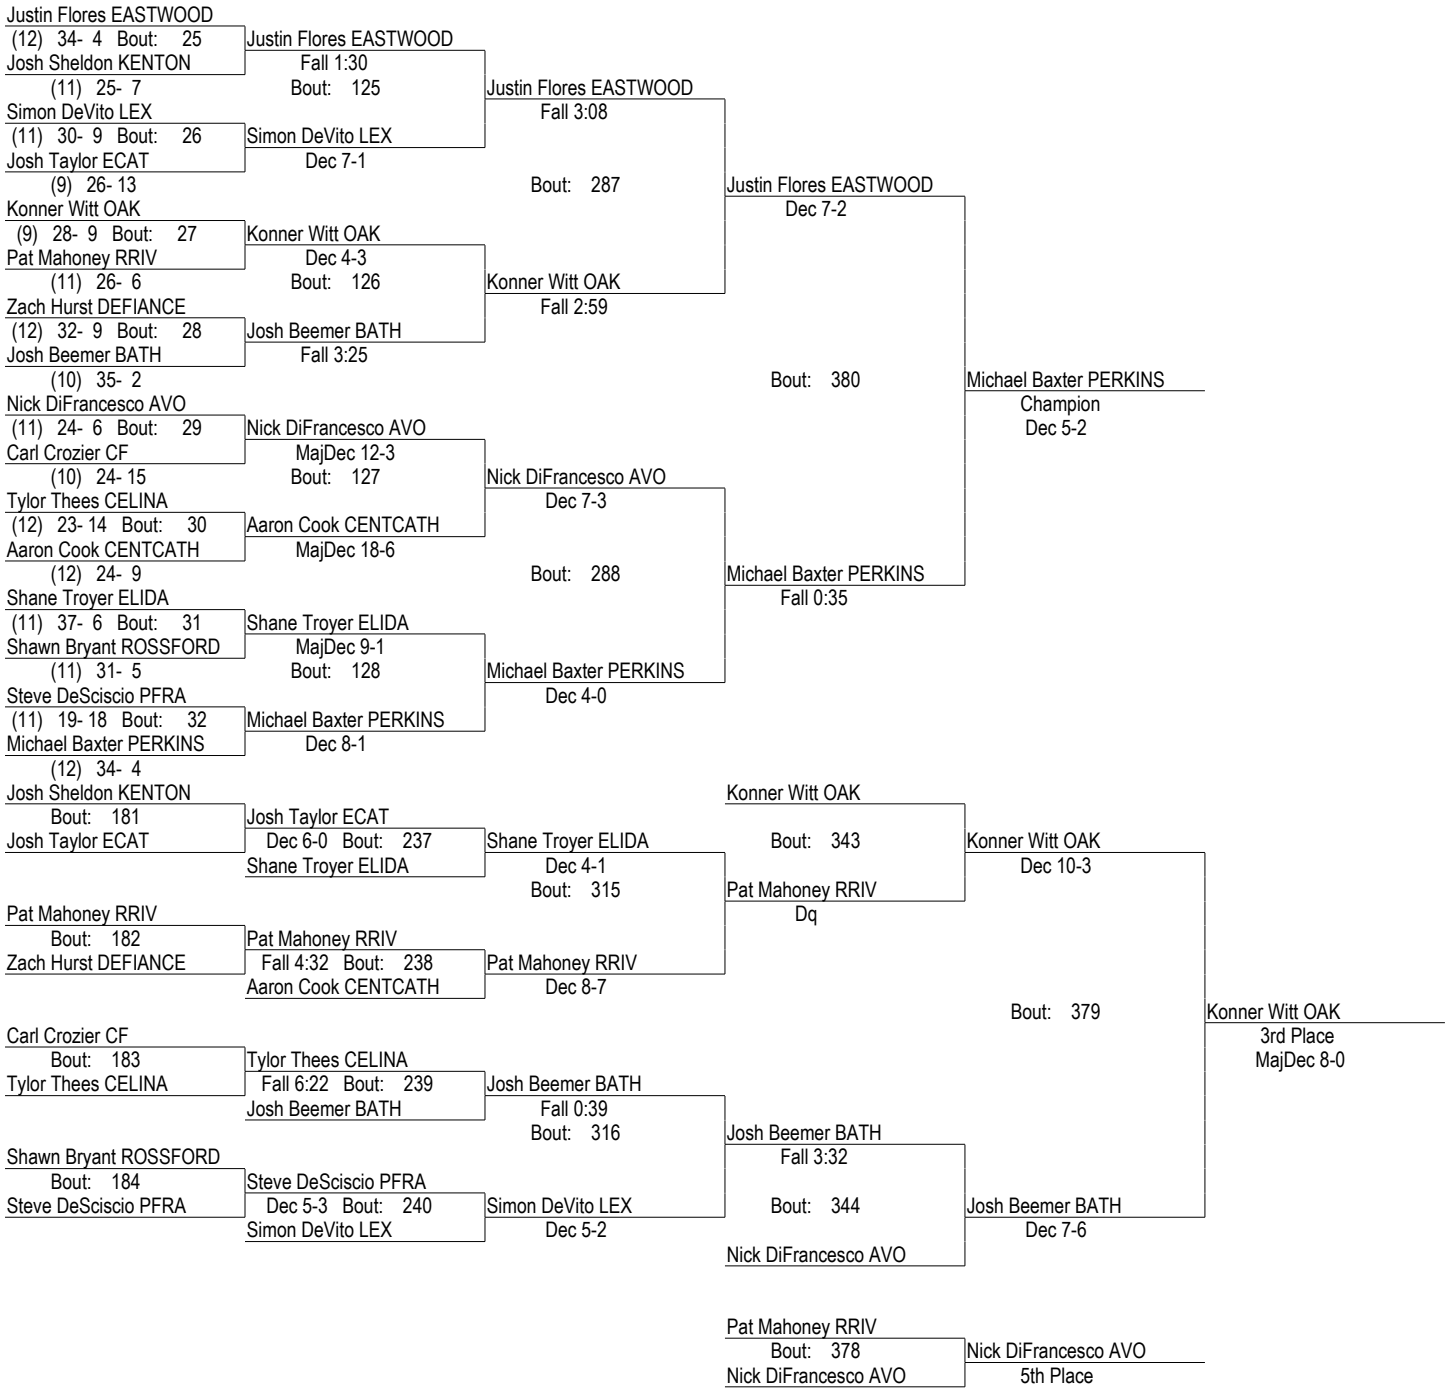 Justin Flores EASTWOOD
(12) 34- 4 Bout: 25 Justin Flores EASTWOOD
Josh Sheldon KENTON Fall 1:30
(11) 25- 7 Bout: 125 Justin Flores EASTWOOD
Simon DeVito LEX Fall 3:08
(11) 30- 9 Bout: 26 Simon DeVito LEX
Josh Taylor ECAT Dec 7-1
(9) 26- 13 Bout: 287 Justin Flores EASTWOOD
Konner Witt OAK Dec 7-2
(9) 28- 9 Bout: 27 Konner Witt OAK
Pat Mahoney RRIV Dec 4-3
(11) 26- 6 Bout: 126 Konner Witt OAK
Zach Hurst DEFIANCE Fall 2:59
(12) 32- 9 Bout: 28 Josh Beemer BATH
Josh Beemer BATH Fall 3:25
(10) 35- 2 Bout: 380 Michael Baxter PERKINS
Nick DiFrancesco AVO Champion
(11) 24- 6 Bout: 29 Nick DiFrancesco AVO Dec 5-2
Carl Crozier CF MajDec 12-3
(10) 24- 15 Bout: 127 Nick DiFrancesco AVO
Tylor Thees CELINA Dec 7-3
(12) 23- 14 Bout: 30 Aaron Cook CENTCATH
Aaron Cook CENTCATH MajDec 18-6
(12) 24- 9 Bout: 288 Michael Baxter PERKINS
Shane Troyer ELIDA Fall 0:35
(11) 37- 6 Bout: 31 Shane Troyer ELIDA
Shawn Bryant ROSSFORD MajDec 9-1
(11) 31- 5 Bout: 128 Michael Baxter PERKINS
Steve DeSciscio PFRA Dec 4-0
(11) 19- 18 Bout: 32 Michael Baxter PERKINS
Michael Baxter PERKINS Dec 8-1
(12) 34- 4
Josh Sheldon KENTON Konner Witt OAK
Bout: 181 Josh Taylor ECAT
Josh Taylor ECAT Dec 6-0 Bout: 237 Shane Troyer ELIDA Bout: 343 Konner Witt OAK
Shane Troyer ELIDA Dec 4-1 Dec 10-3
Bout: 315 Pat Mahoney RRIV
Pat Mahoney RRIV Dq
Bout: 182 Pat Mahoney RRIV
Zach Hurst DEFIANCE Fall 4:32 Bout: 238 Pat Mahoney RRIV
Aaron Cook CENTCATH Dec 8-7
Bout: 379 Konner Witt OAK
Carl Crozier CF 3rd Place
Bout: 183 Tylor Thees CELINA MajDec 8-0
Tylor Thees CELINA Fall 6:22 Bout: 239 Josh Beemer BATH
Josh Beemer BATH Fall 0:39
Bout: 316 Josh Beemer BATH
Shawn Bryant ROSSFORD Fall 3:32
Bout: 184 Steve DeSciscio PFRA
Steve DeSciscio PFRA Dec 5-3 Bout: 240 Simon DeVito LEX Bout: 344 Josh Beemer BATH
Simon DeVito LEX Dec 5-2 Dec 7-6
Nick DiFrancesco AVO
Pat Mahoney RRIV
Bout: 378 Nick DiFrancesco AVO
Nick DiFrancesco AVO 5th Place